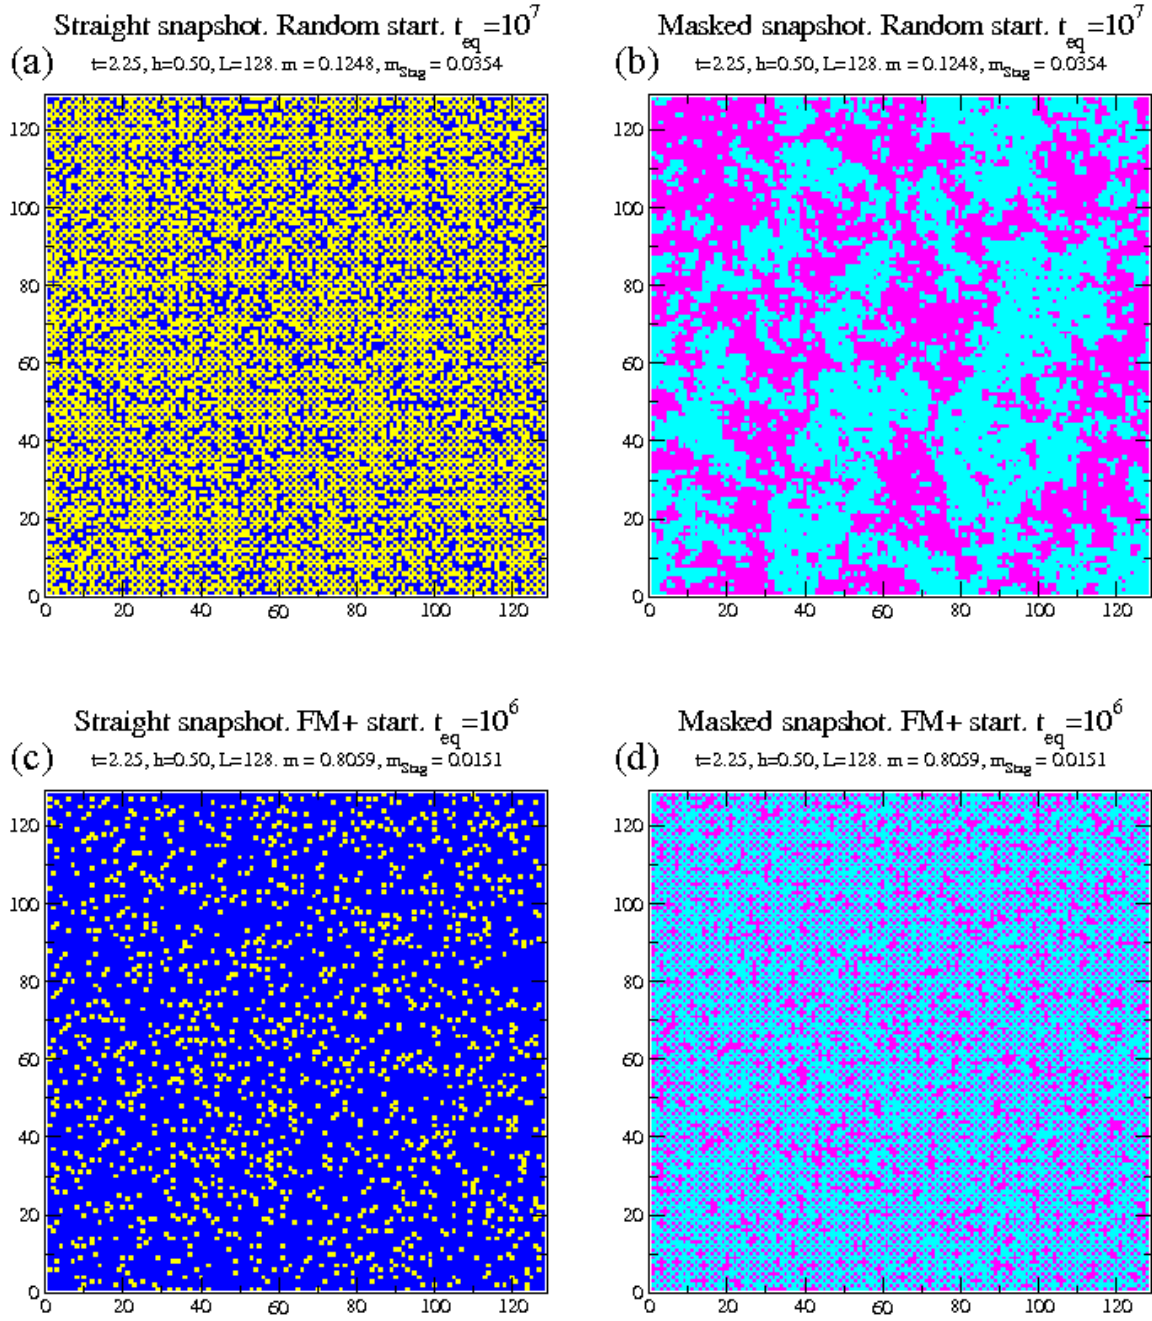 Straight snapshot. Random start. t_eq=10^7
(a) t=2.25, h=0.50, L=128. m = 0.1248, m_Stag = 0.0354
120
100
80
60
40
20
0
0 20 40 60 80 100 120
Masked snapshot. Random start. t_eq=10^7
(b) t=2.25, h=0.50, L=128. m = 0.1248, m_Stag = 0.0354
120
100
80
60
40
20
0
0 20 40 60 80 100 120
Straight snapshot. FM+ start. t_eq=10^6
(c) t=2.25, h=0.50, L=128. m = 0.8059, m_Stag = 0.0151
120
100
80
60
40
20
0
0 20 40 60 80 100 120
Masked snapshot. FM+ start. t_eq=10^6
(d) t=2.25, h=0.50, L=128. m = 0.8059, m_Stag = 0.0151
120
100
80
60
40
20
0
0 20 40 60 80 100 120